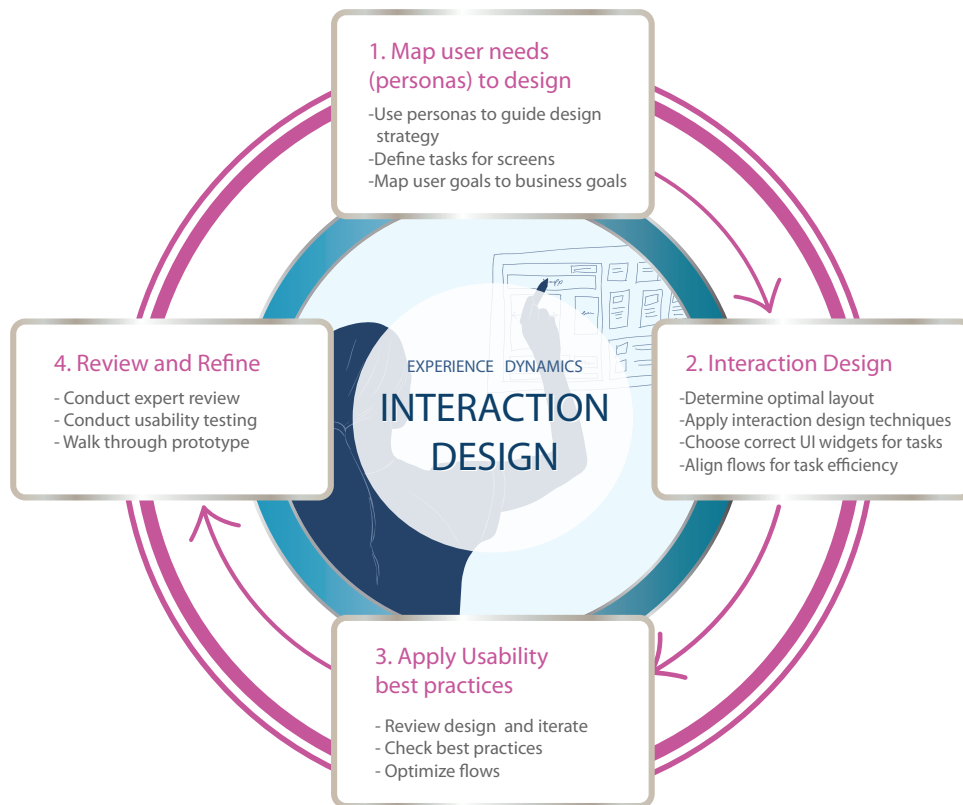 1. Map user needs
(personas) to design
-Use personas to guide design
strategy
-Define tasks for screens
-Map user goals to business goals
4. Review and Refine
- Conduct expert review
- Conduct usability testing
- Walk through prototype
EXPERIENCE DYNAMICS
INTERACTION
DESIGN
2. Interaction Design
-Determine optimal layout
-Apply interaction design techniques
-Choose correct UI widgets for tasks
-Align flows for task efficiency
3. Apply Usability
best practices
- Review design and iterate
- Check best practices
- Optimize flows